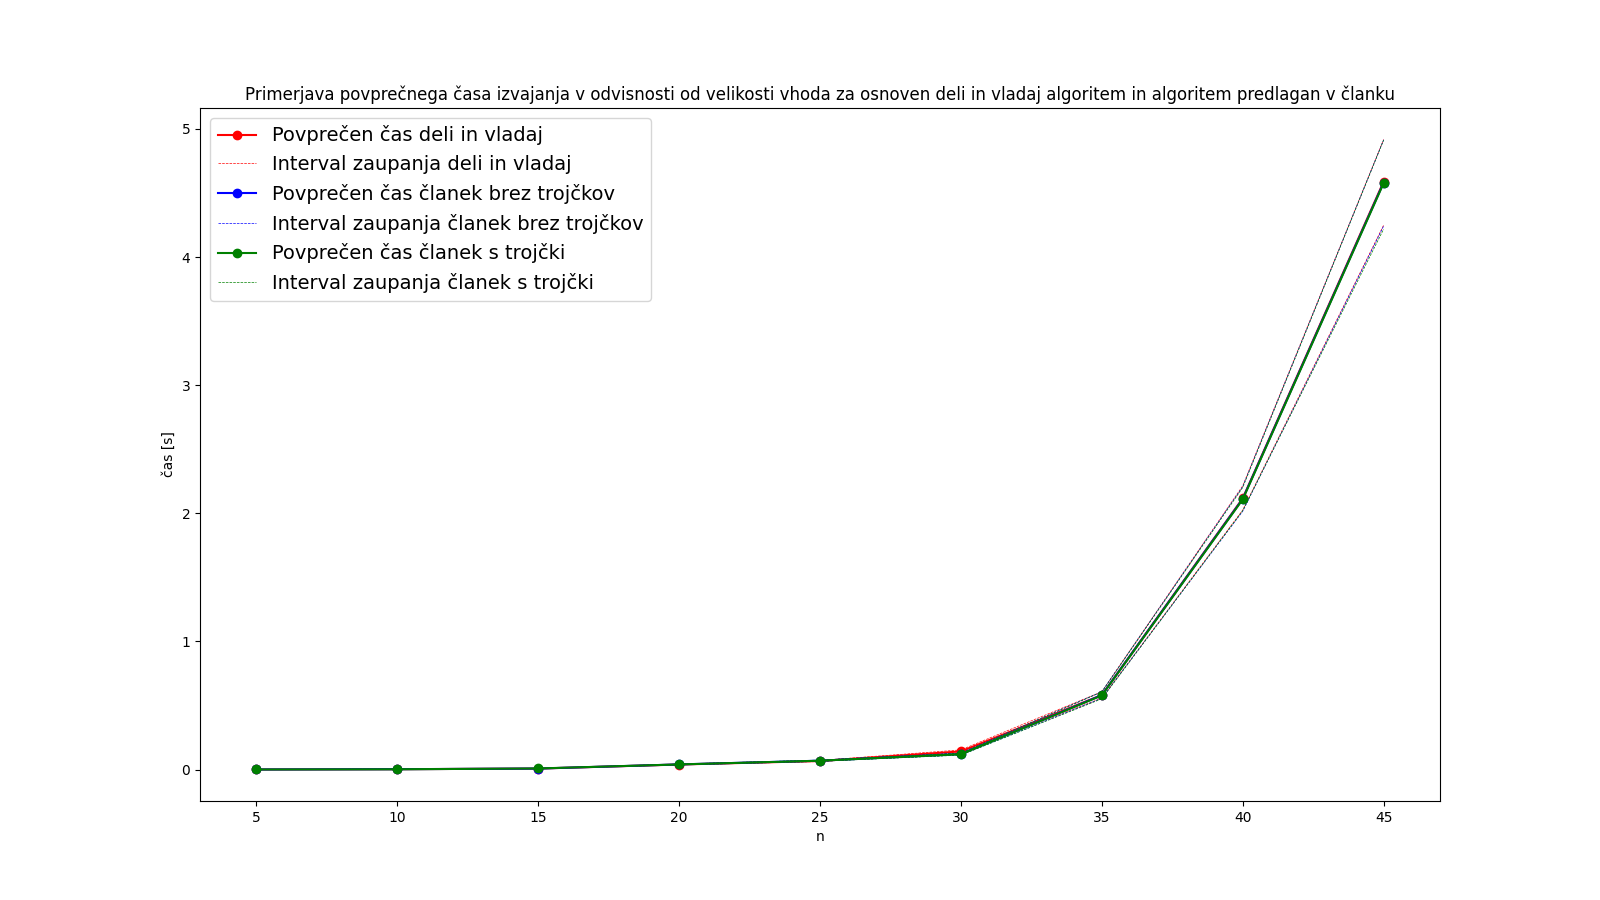 Primerjava povprečnega časa izvajanja v odvisnosti od velikosti vhoda za osnoven deli in vladaj algoritem in algoritem predlagan v članku
Povprečen čas deli in vladaj
Interval zaupanja deli in vladaj
Povprečen čas članek brez trojčkov
Interval zaupanja članek brez trojčkov
Povprečen čas članek s trojčki
Interval zaupanja članek s trojčki
5
4
3
2
1
0
čas [s]
5 10 15 20 25 30 35 40 45
n